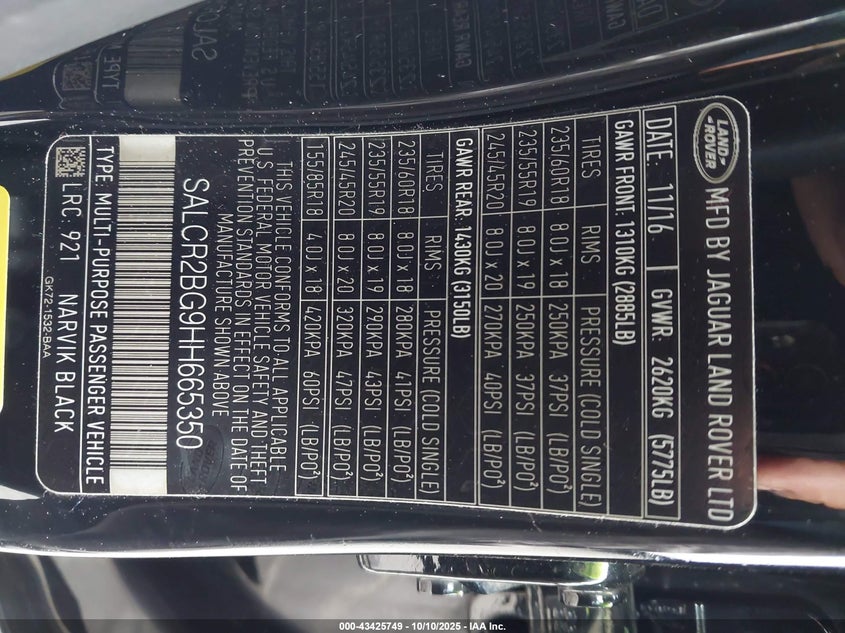 LAND ROVER
MFD BY JAGUAR LAND ROVER LTD
DATE: 11/16 GVWR: 2620KG (5775LB)
GAWR FRONT: 1310KG (2885LB)
TIRES RIMS PRESSURE (COLD SINGLE)
235/60R18 8.0J x 18 250KPA 37PSI (LB/PO²)
235/55R19 8.0J x 19 250KPA 37PSI (LB/PO²)
245/45R20 8.0J x 20 270KPA 40PSI (LB/PO²)
GAWR REAR: 1430KG (3150LB)
TIRES RIMS PRESSURE (COLD SINGLE)
235/60R18 8.0J x 18 280KPA 41PSI (LB/PO²)
235/55R19 8.0J x 19 290KPA 43PSI (LB/PO²)
245/45R20 8.0J x 20 320KPA 47PSI (LB/PO²)
155/85R18 4.0J x 18 420KPA 60PSI (LB/PO²)
THIS VEHICLE CONFORMS TO ALL APPLICABLE
U.S. FEDERAL MOTOR VEHICLE SAFETY AND THEFT
PREVENTION STANDARDS IN EFFECT ON THE DATE OF
MANUFACTURE SHOWN ABOVE
SALCR2BG9HH665350
TYPE: MULTI-PURPOSE PASSENGER VEHICLE
LRC: 921 NARVIK BLACK
GK72-1532-BAA
000-43425749 - 10/10/2025 - IAA Inc.